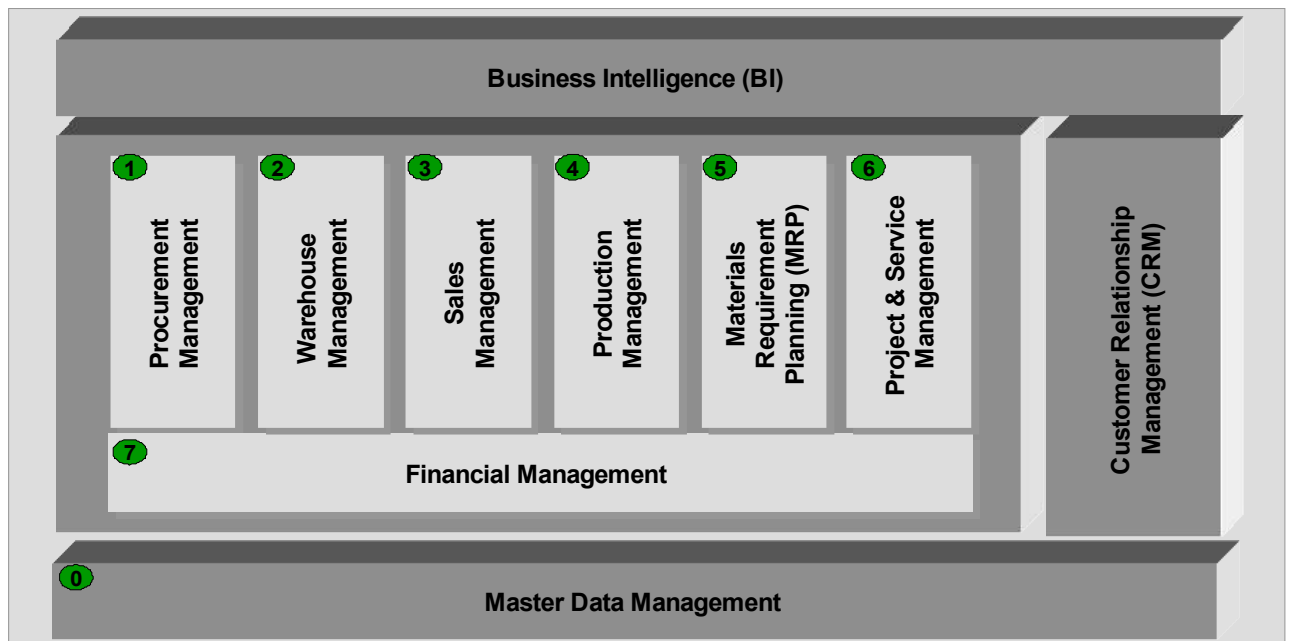 Business Intelligence (BI)
1
Procurement
Management
2
Warehouse
Management
3
Sales
Management
4
Production
Management
5
Materials
Requirement
Planning (MRP)
6
Project & Service
Management
Customer Relationship
Management (CRM)
7
Financial Management
0
Master Data Management